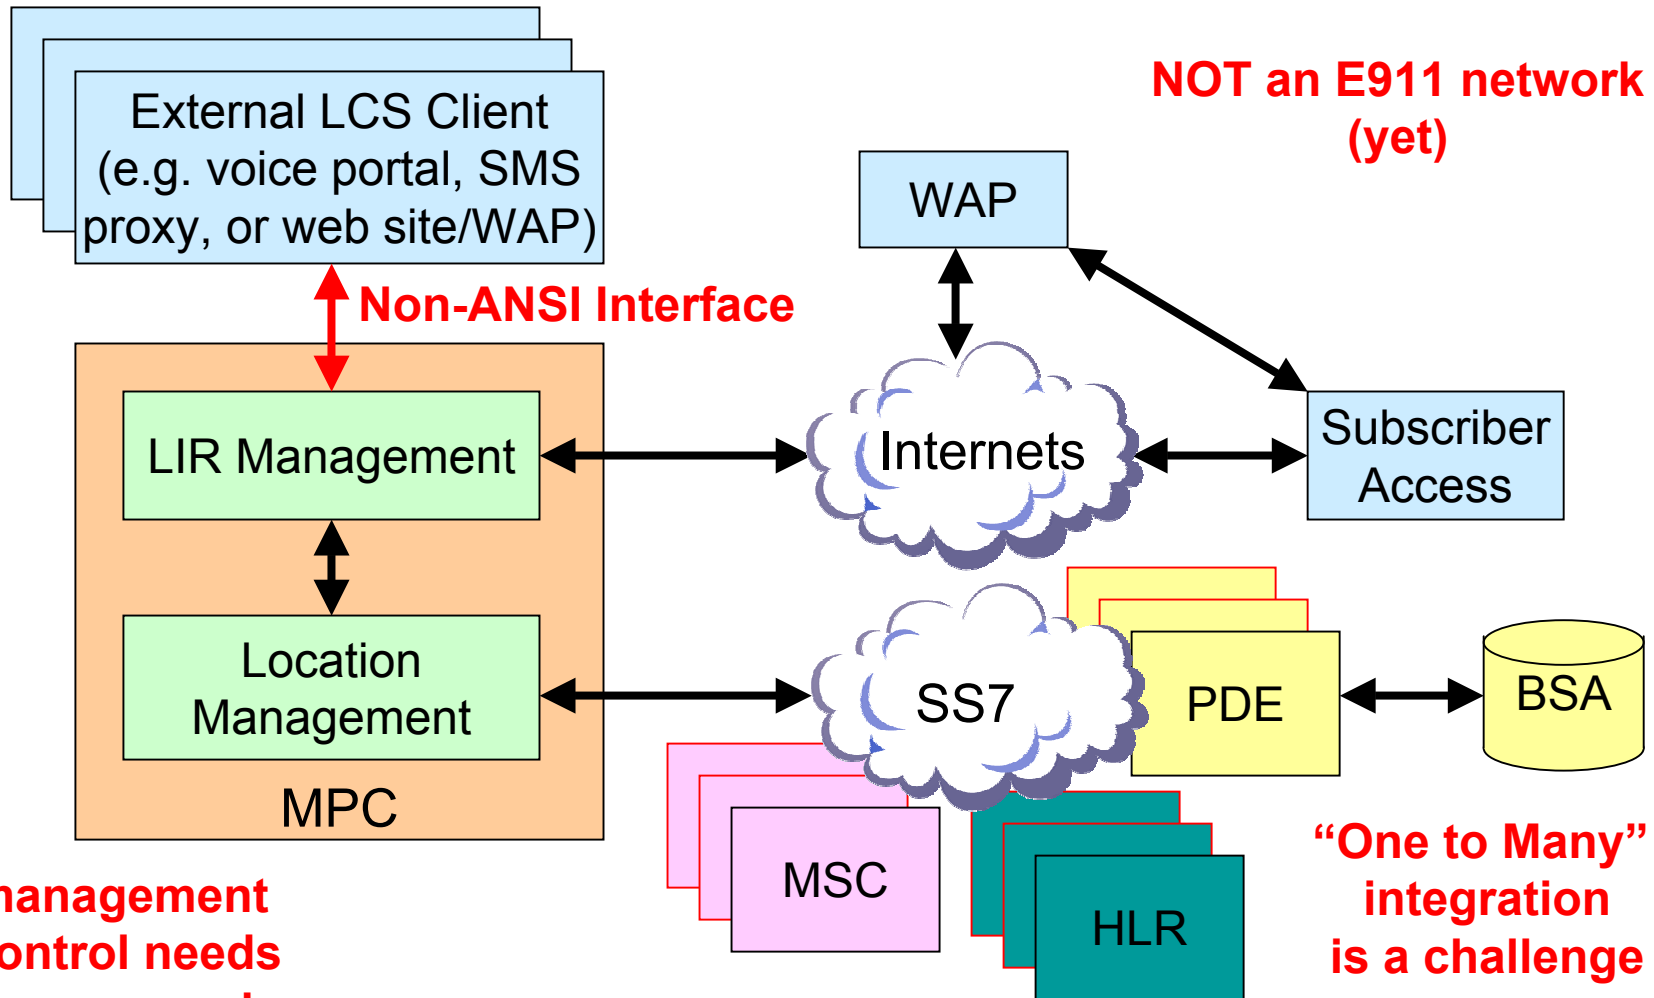 External LCS Client
(e.g. voice portal, SMS
proxy, or web site/WAP)
NOT an E911 network
(yet)
WAP
Non-ANSI Interface
LIR Management
Internets
Subscriber
Access
Location
Management
SS7
PDE
BSA
MPC
MSC
HLR
“One to Many”
integration
is a challenge
management
control needs